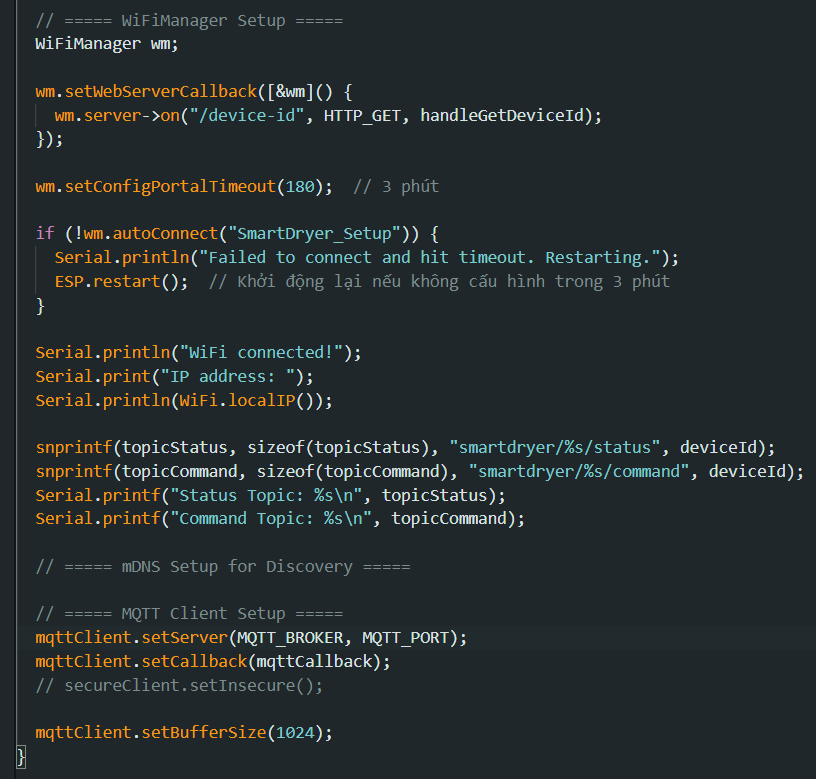 // ===== WiFiManager Setup =====
WiFiManager wm;
wm.setWebServerCallback([&wm]() {
wm.server->on("/device-id", HTTP_GET, handleGetDeviceId);
});
wm.setConfigPortalTimeout(180);  // 3 phút
if (!wm.autoConnect("SmartDryer_Setup")) {
Serial.println("Failed to connect and hit timeout. Restarting.");
ESP.restart();  // Khởi động lại nếu không cấu hình trong 3 phút
}
Serial.println("WiFi connected!");
Serial.print("IP address: ");
Serial.println(WiFi.localIP());
snprintf(topicStatus, sizeof(topicStatus), "smartdryer/%s/status", deviceId);
snprintf(topicCommand, sizeof(topicCommand), "smartdryer/%s/command", deviceId);
Serial.printf("Status Topic: %s\n", topicStatus);
Serial.printf("Command Topic: %s\n", topicCommand);
// ===== mDNS Setup for Discovery =====
// ===== MQTT Client Setup =====
mqttClient.setServer(MQTT_BROKER, MQTT_PORT);
mqttClient.setCallback(mqttCallback);
// secureClient.setInsecure();
mqttClient.setBufferSize(1024);
}